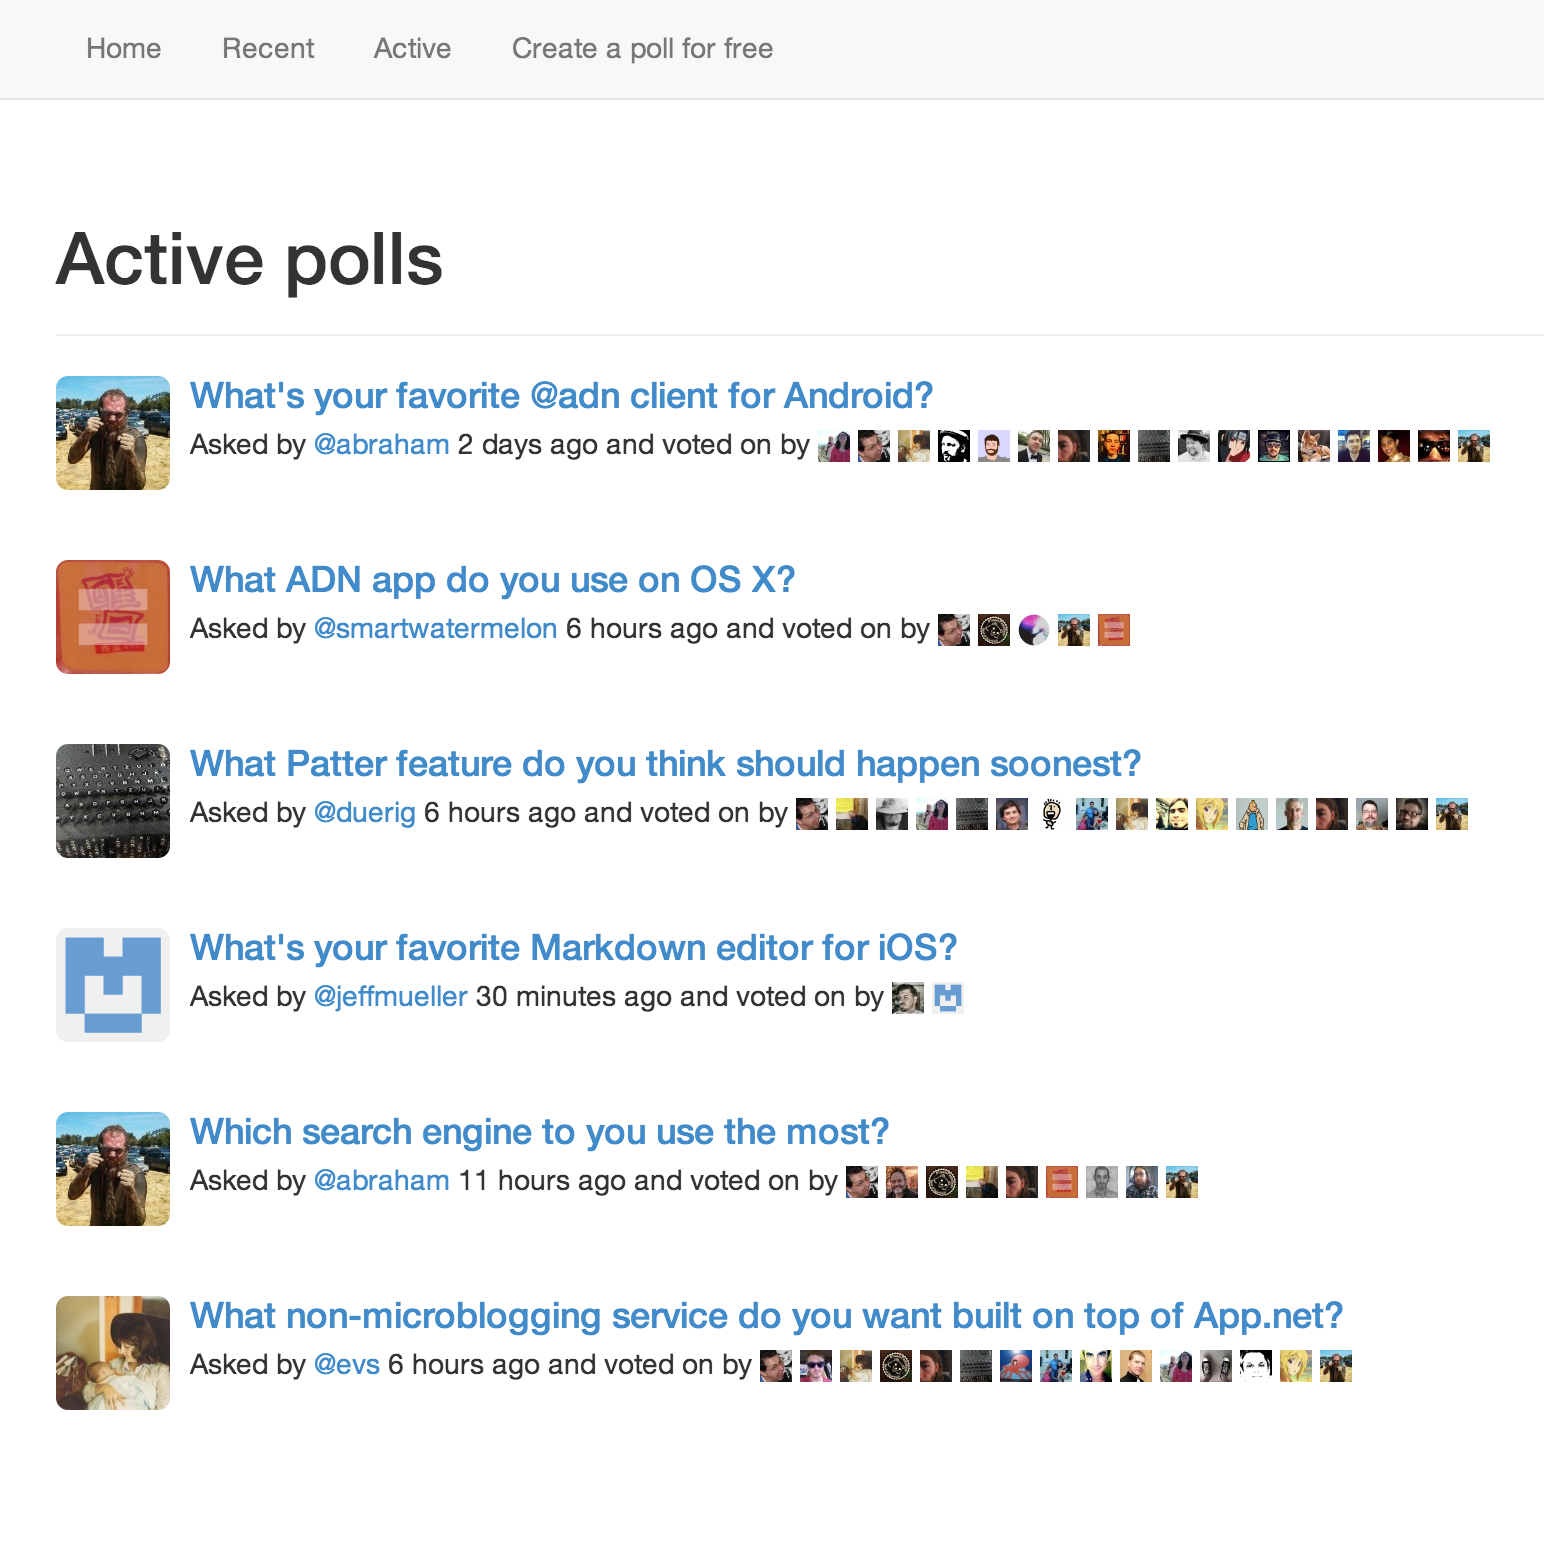 Home Recent Active Create a poll for free
Active polls
What's your favorite @adn client for Android?
Asked by @abraham 2 days ago and voted on by
What ADN app do you use on OS X?
Asked by @smartwatermelon 6 hours ago and voted on by
What Patter feature do you think should happen soonest?
Asked by @duerig 6 hours ago and voted on by
What's your favorite Markdown editor for iOS?
Asked by @jeffmueller 30 minutes ago and voted on by
Which search engine to you use the most?
Asked by @abraham 11 hours ago and voted on by
What non-microblogging service do you want built on top of App.net?
Asked by @evs 6 hours ago and voted on by